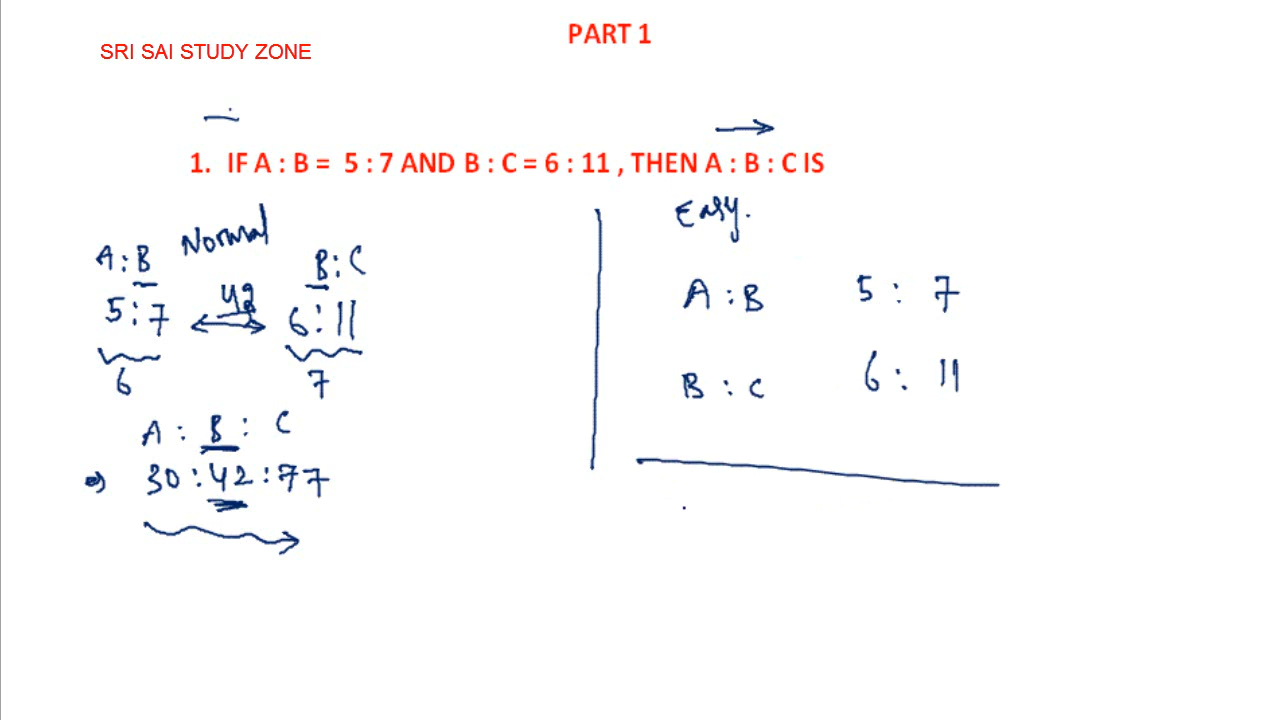 PART 1
SRI SAI STUDY ZONE
1. IF A : B = 5 : 7 AND B : C = 6 : 11 , THEN A : B : C IS
Normal
A : B
B : C
5 : 7
42
6 : 11
6
7
A : B : C
30 : 42 : 77
Easy.
A : B 5 : 7
B : C 6 : 11